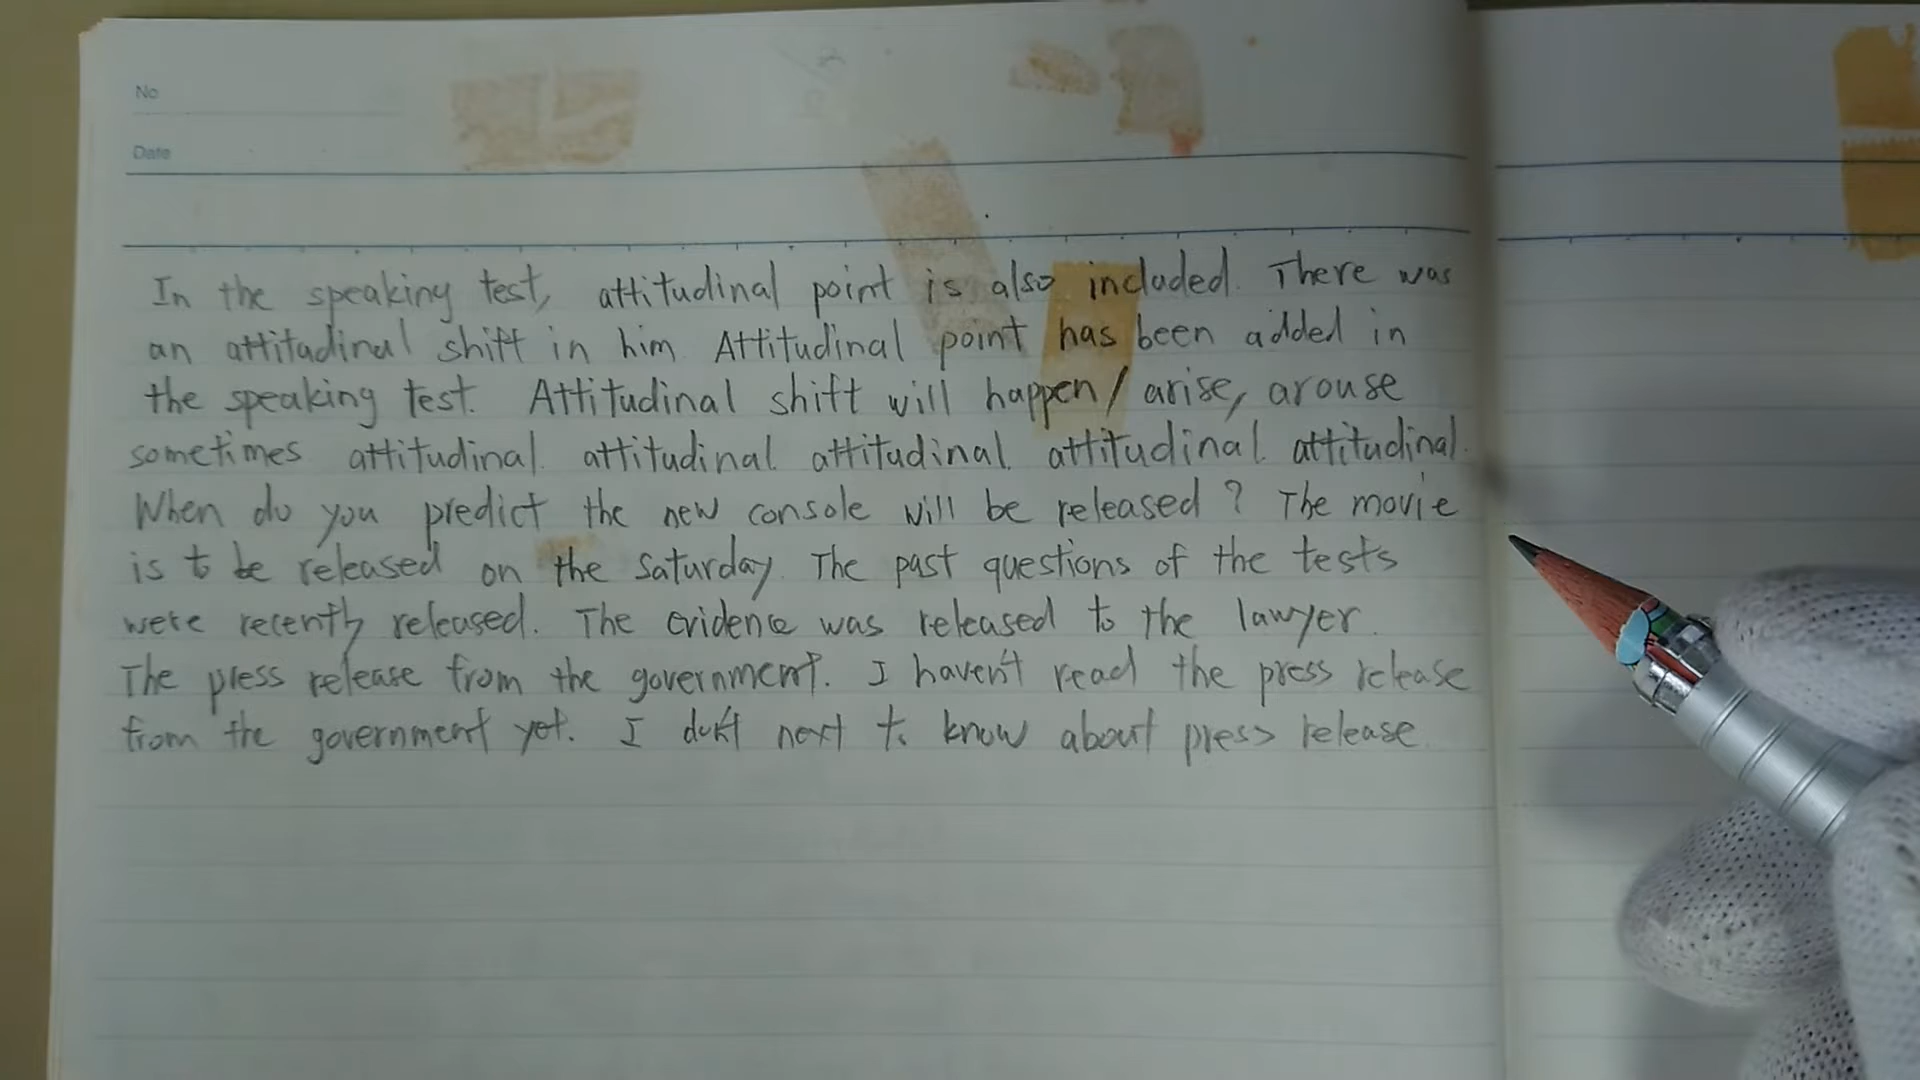 No
Date
In the speaking test, attitudinal point is also included. There was
an attitudinal shift in him Attitudinal point has been added in
the speaking test. Attitudinal shift will happen/ arise, arouse
sometimes attitudinal. attitudinal. attitudinal. attitudinal. attitudinal.
When do you predict the new console will be released? The movie
is to be released on the Saturday. The past questions of the tests
were recently released. The evidence was released to the lawyer.
The press release from the government. I haven't read the press release
from the government yet. I don't to know about press release